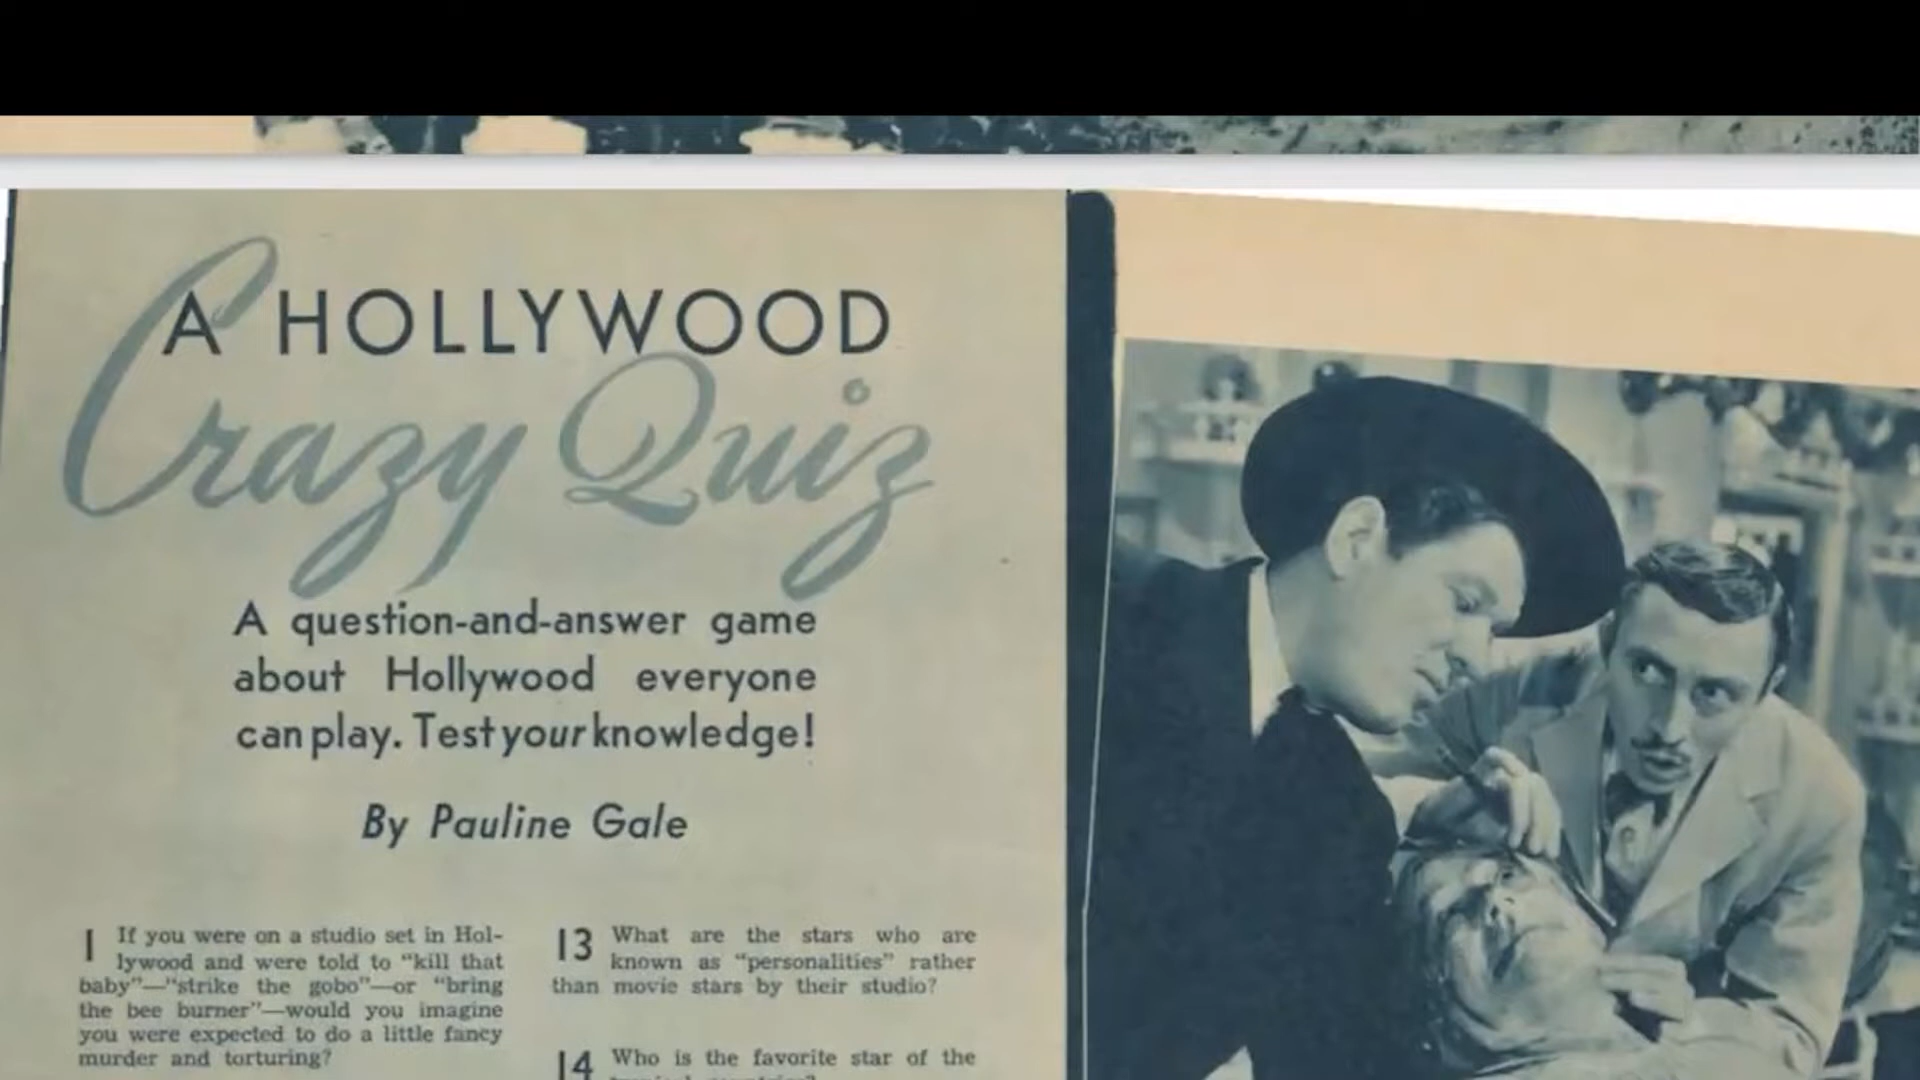 A HOLLYWOOD
Crazy Quiz
A question-and-answer game
about Hollywood everyone
can play. Test your knowledge!
By Pauline Gale
1 If you were on a studio set in Hol-
lywood and were told to "kill that
baby"—"strike the gobo"—or "bring
the bee burner"—would you imagine
you were expected to do a little fancy
murder and torturing?
13 What are the stars who are
known as "personalities" rather
than movie stars by their studio?
14 Who is the favorite star of the